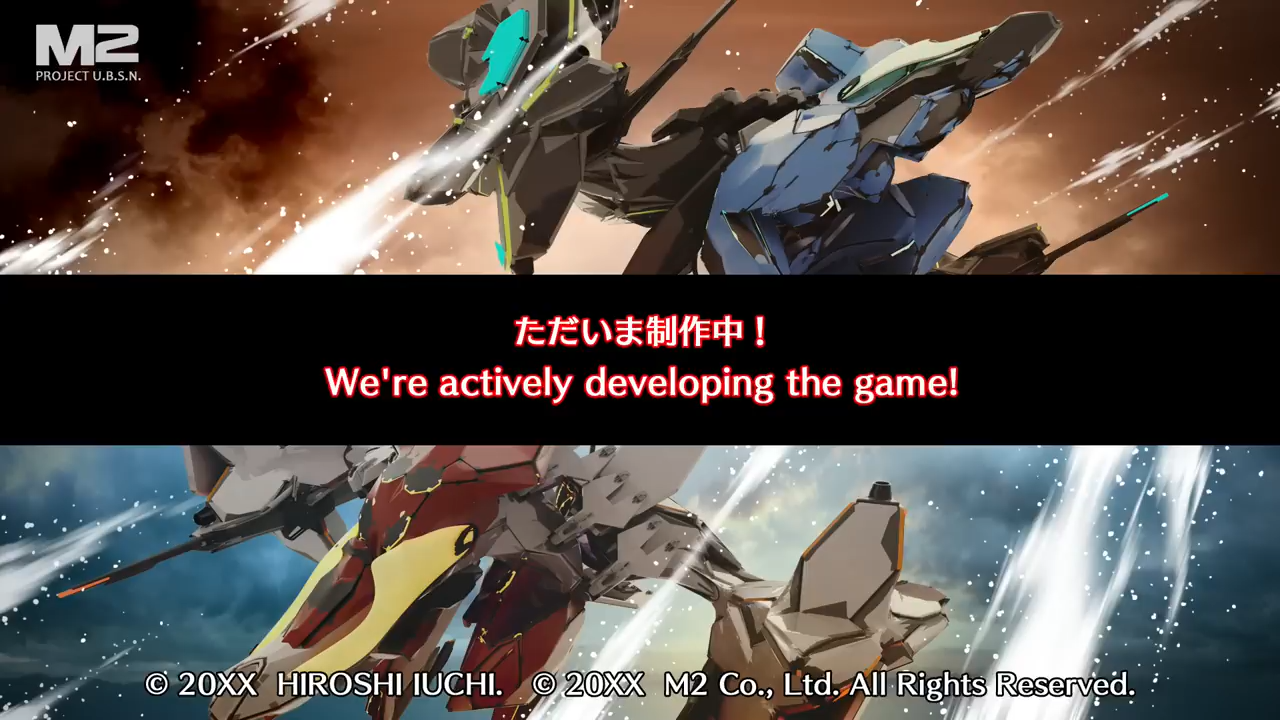 M2
PROJECT U.B.S.N.
ただいま制作中！
We're actively developing the game!
© 20XX HIROSHI IUCHI. © 20XX M2 Co., Ltd. All Rights Reserved.